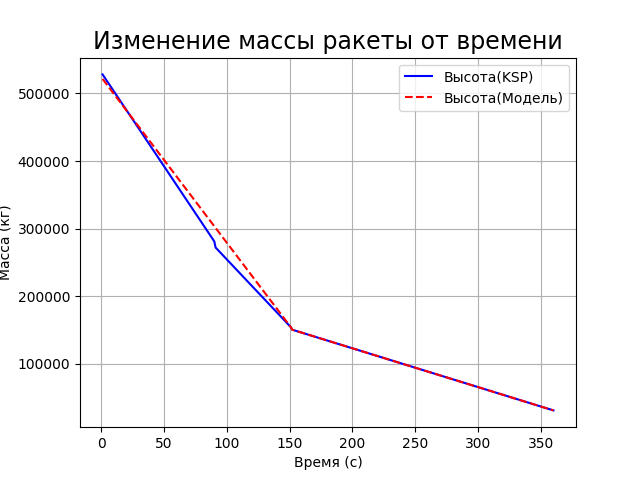 Изменение массы ракеты от времени
Высота(KSP)
Высота(Модель)
500000
400000
300000
200000
100000
Масса (кг)
0 50 100 150 200 250 300 350
Время (с)